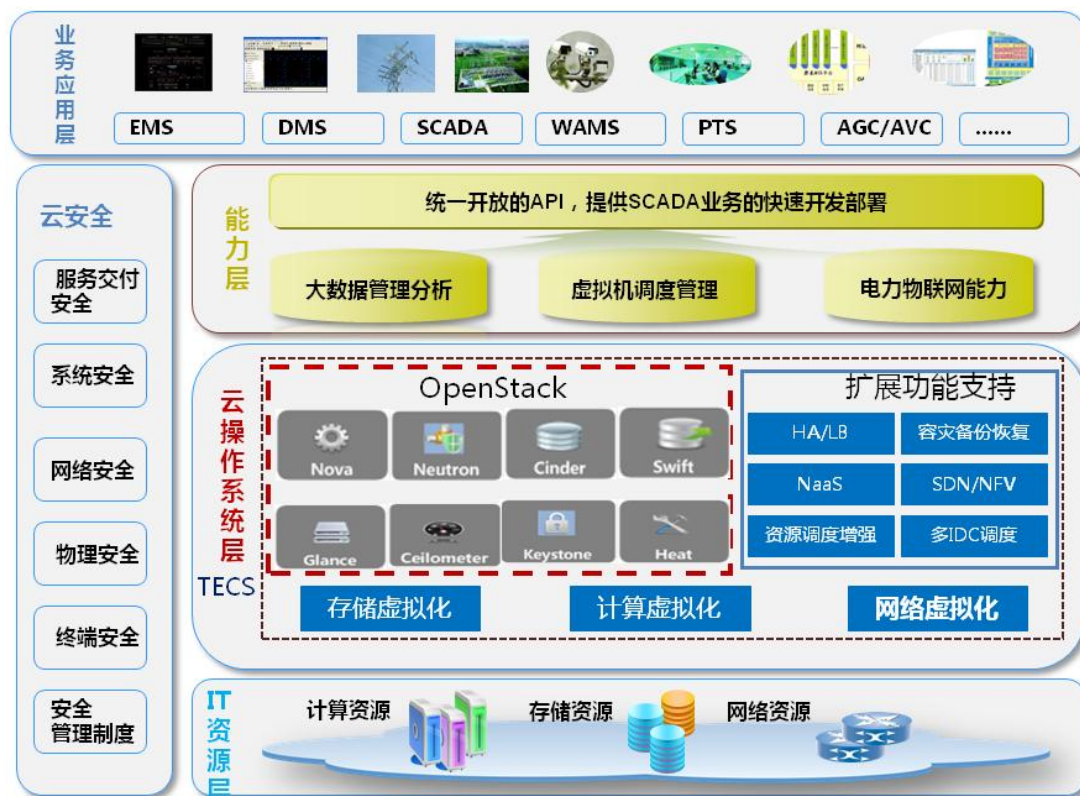 业务应用层
EMS
DMS
SCADA
WAMS
PTS
AGC/AVC
......
云安全
服务交付
安全
系统安全
网络安全
物理安全
终端安全
安全
管理制度
能力层
统一开放的API，提供SCADA业务的快速开发部署
大数据管理分析
虚拟机调度管理
电力物联网能力
云操作系统层
TECS
OpenStack
Nova
Neutron
Cinder
Swift
Glance
Ceilometer
Keystone
Heat
扩展功能支持
HA/LB
容灾备份恢复
NaaS
SDN/NFV
资源调度增强
多IDC调度
存储虚拟化
计算虚拟化
网络虚拟化
IT资源层
计算资源
存储资源
网络资源